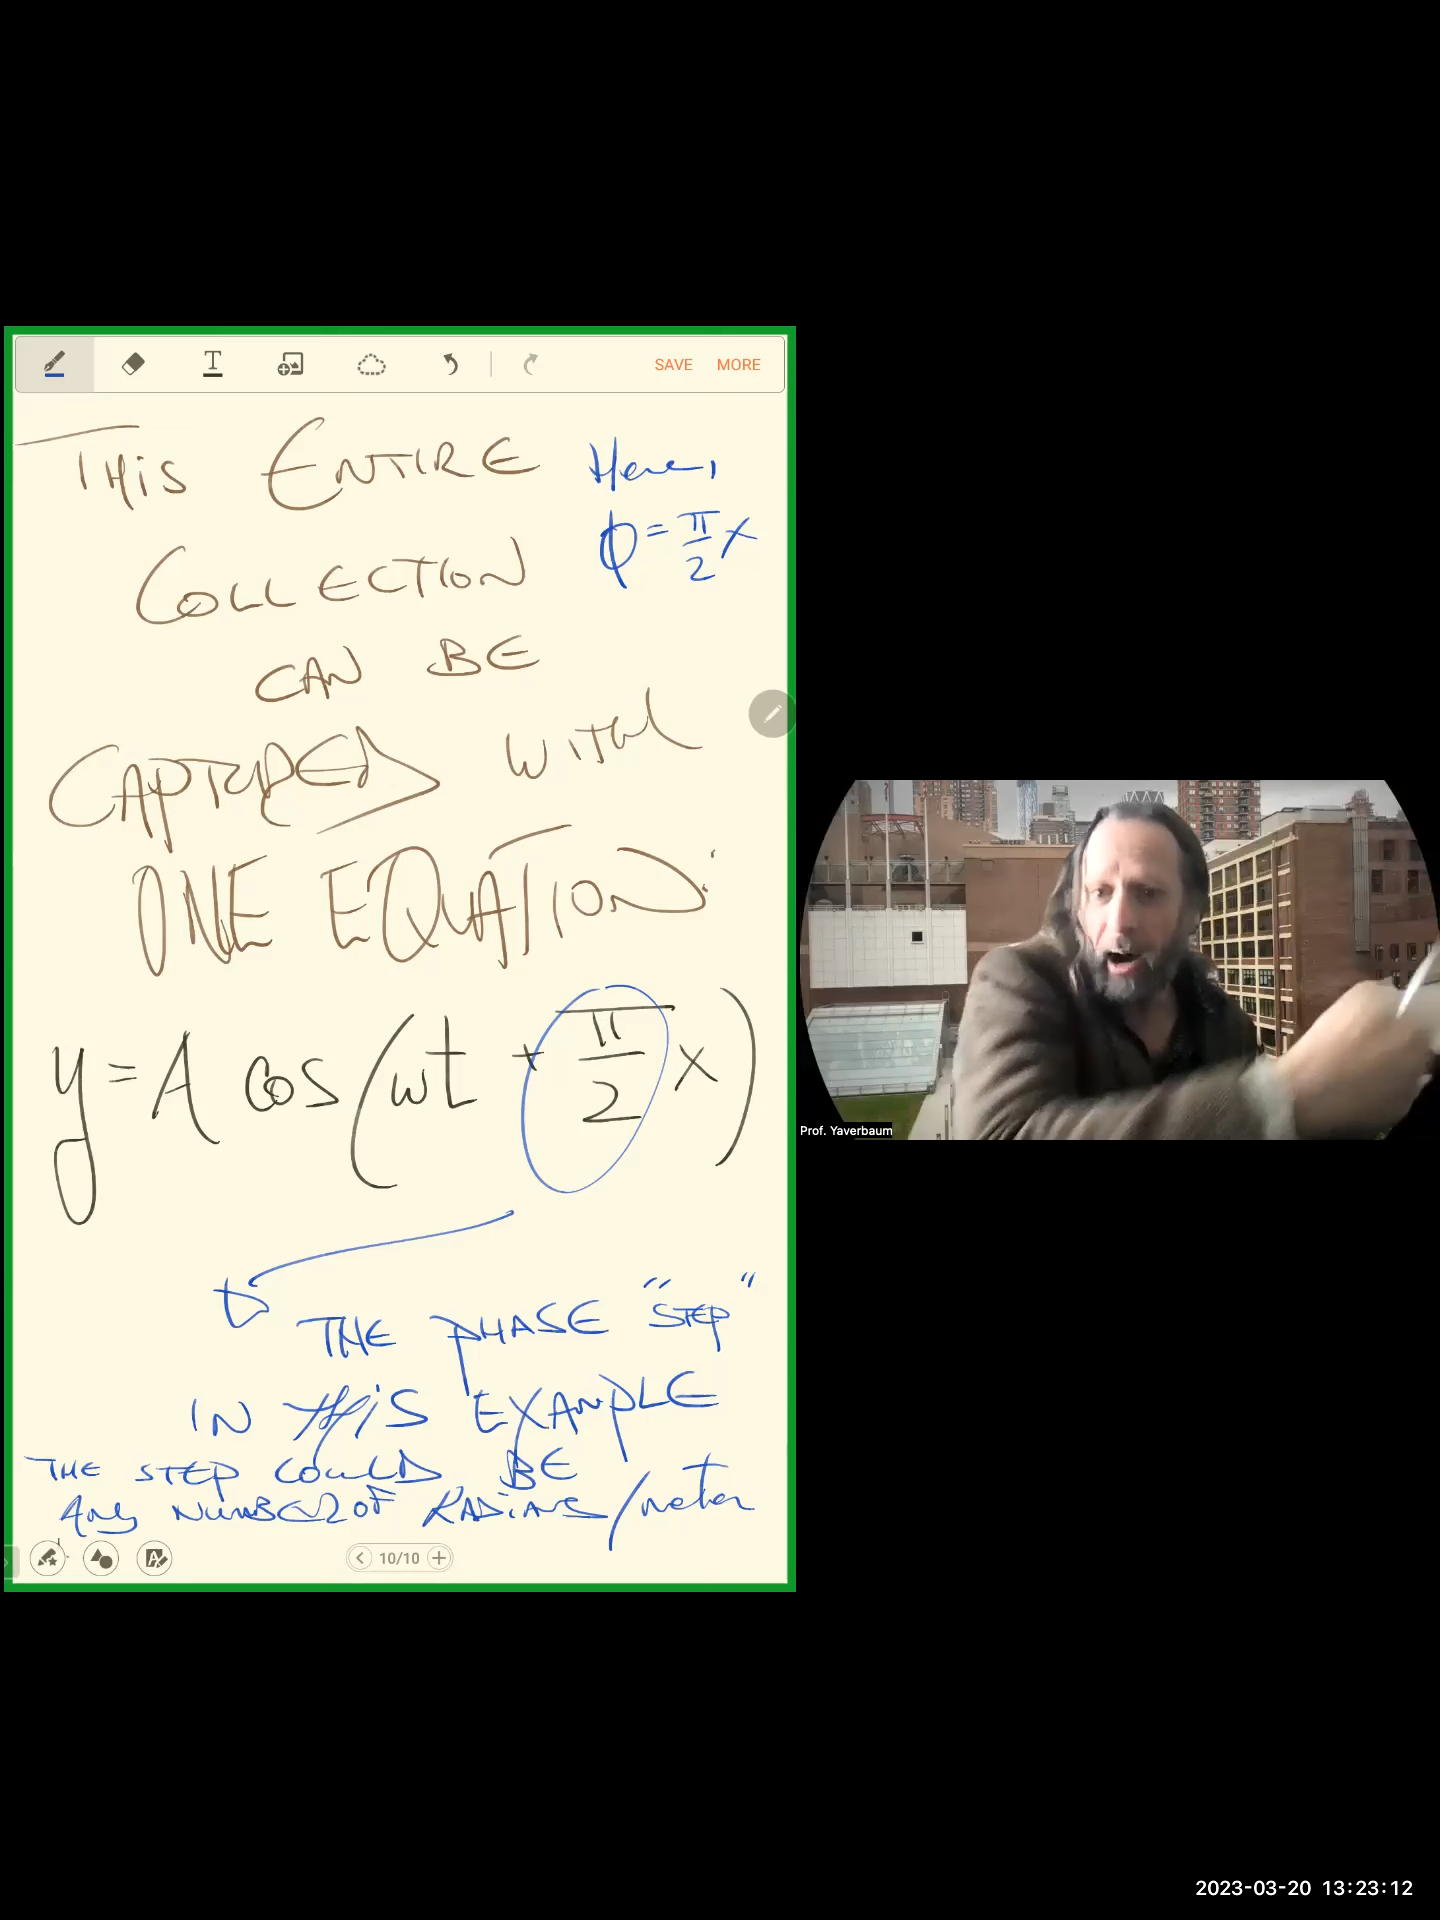 T
SAVE
MORE
THIS ENTIRE
COLLECTION
CAN BE
CAPTURED WITH
ONE EQUATION:
Here,
ϕ = π/2 x
y = A cos(ωt + π/2 x)
THE PHASE "STEP"
IN THIS EXAMPLE
THE STEP COULD BE
ANY NUMBER OF RADIANS/meter
A
10/10
Prof. Yaverbaum
2023-03-20 13:23:12